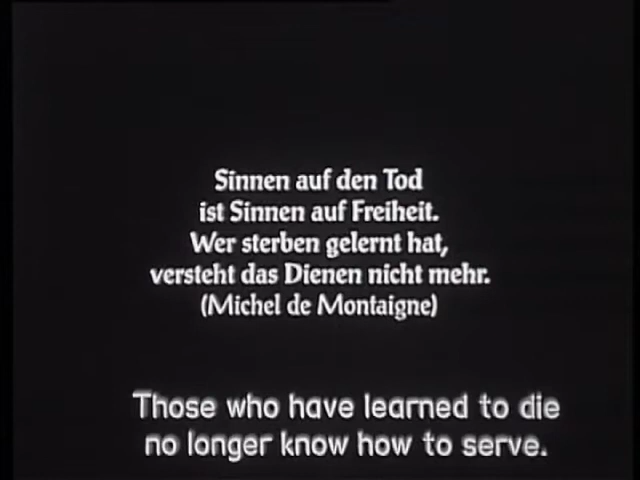 Sinnen auf den Tod
ist Sinnen auf Freiheit.
Wer sterben gelernt hat,
versteht das Dienen nicht mehr.
(Michel de Montaigne)
Those who have learned to die
no longer know how to serve.